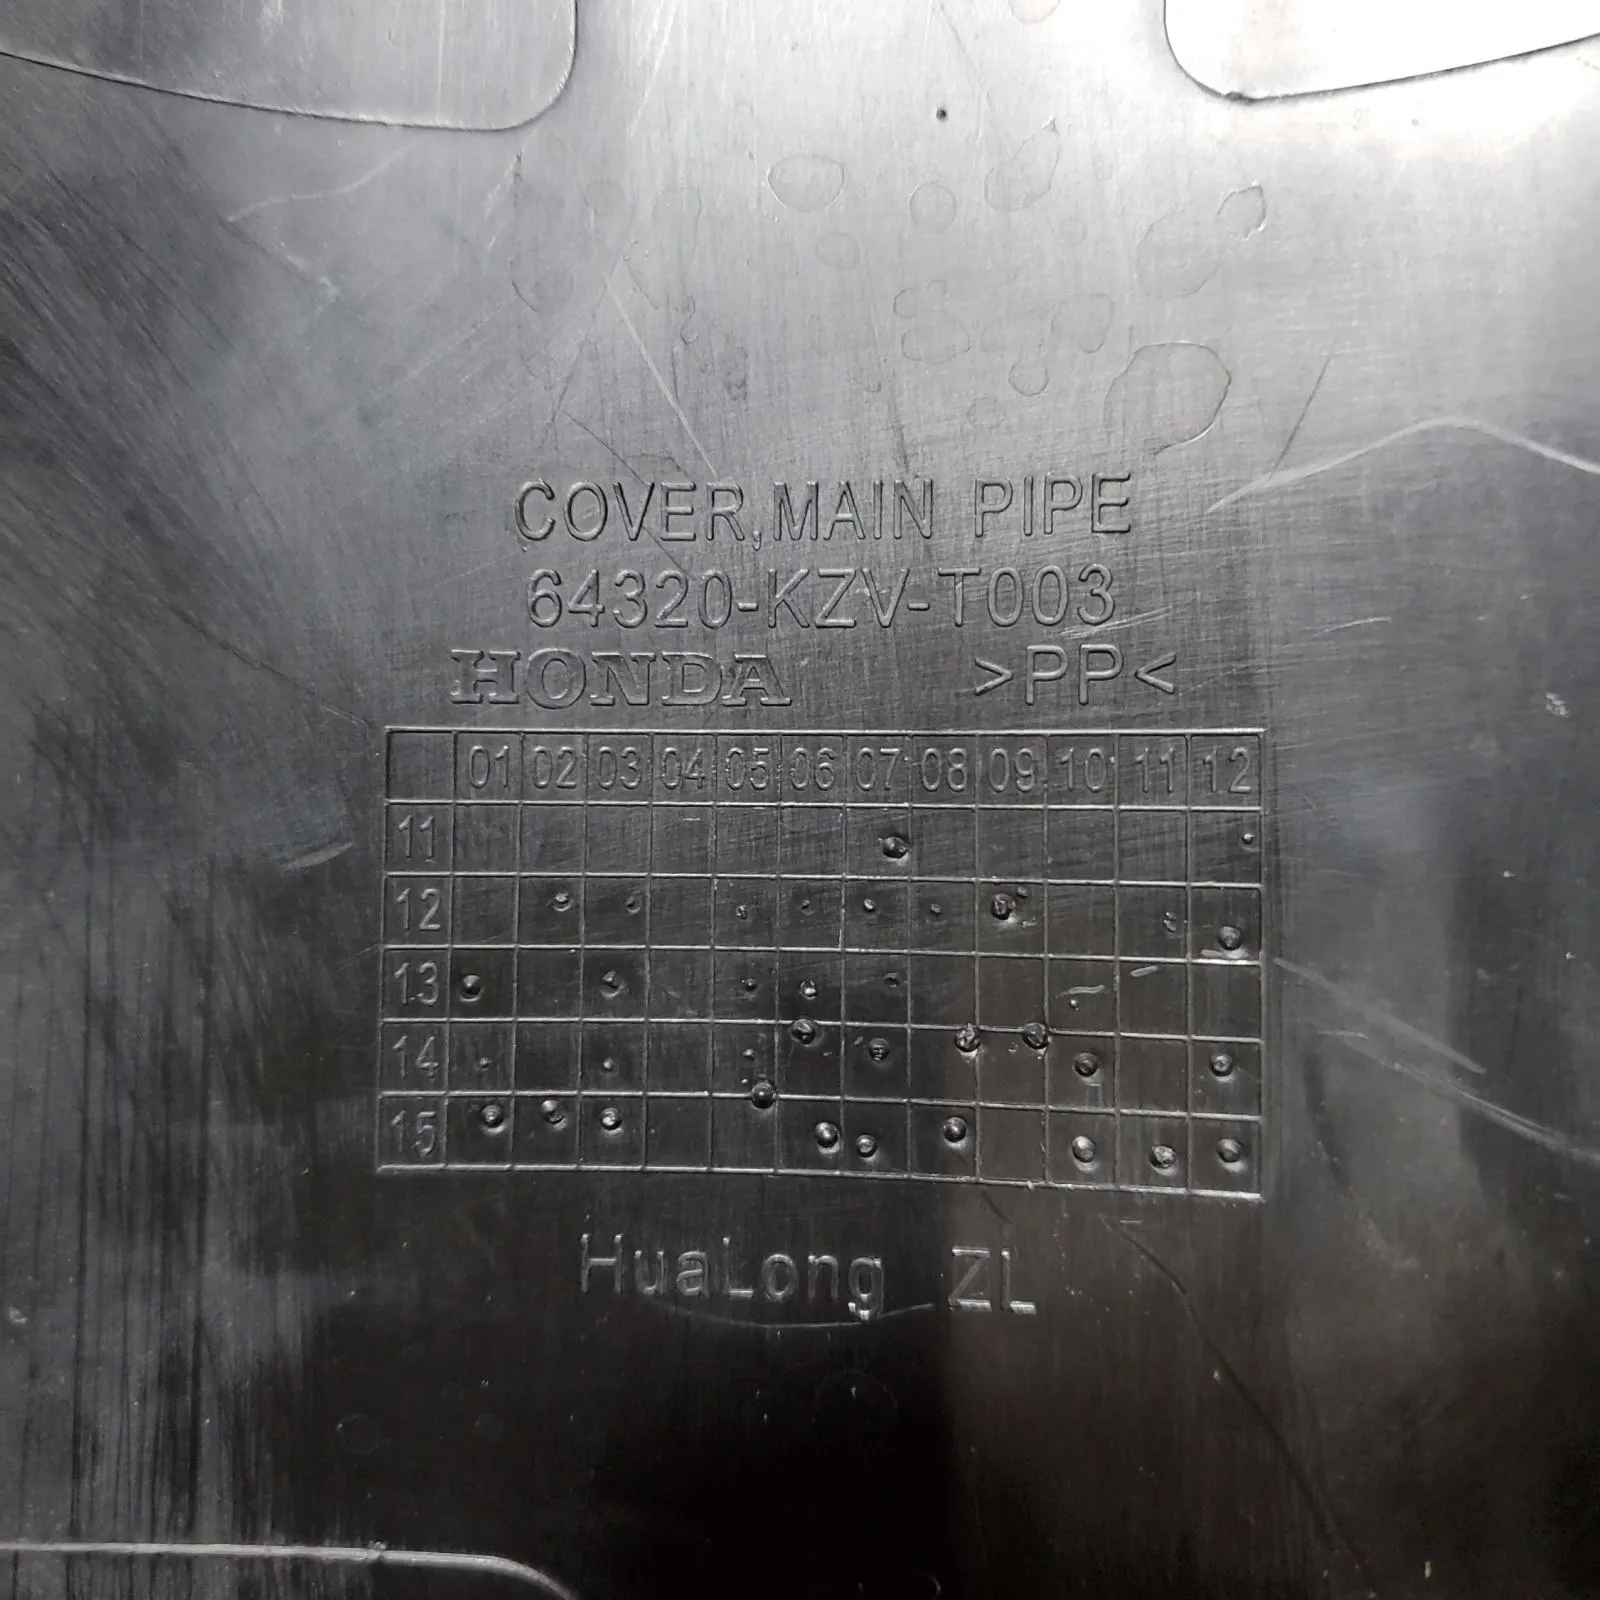 COVER,MAIN PIPE
64320-KZV-T003
HONDA >PP<
01 02 03 04 05 06 07 08 09 10 11 12
11
12
13
14
15
HuaLong ZL